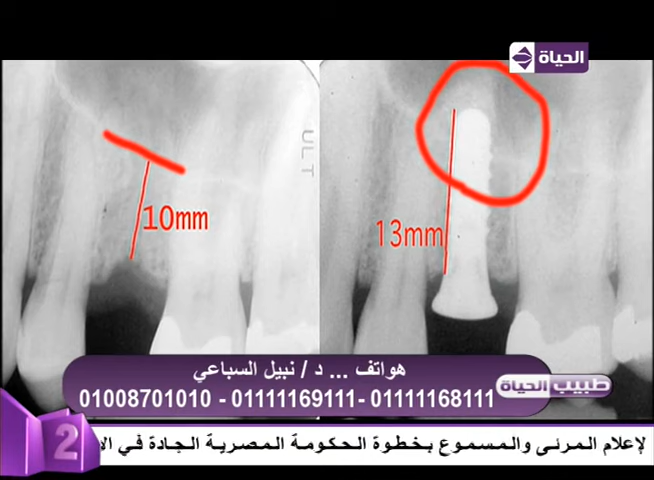 الحياة
ULT
10mm
13mm
هواتف ... د / نبيل السباعي
01008701010 - 01111169111 - 01111168111
طبيب الحياة
2
لإعلام المرئى والمسموع بخطوة الحكومة المصرية الجادة فى الا